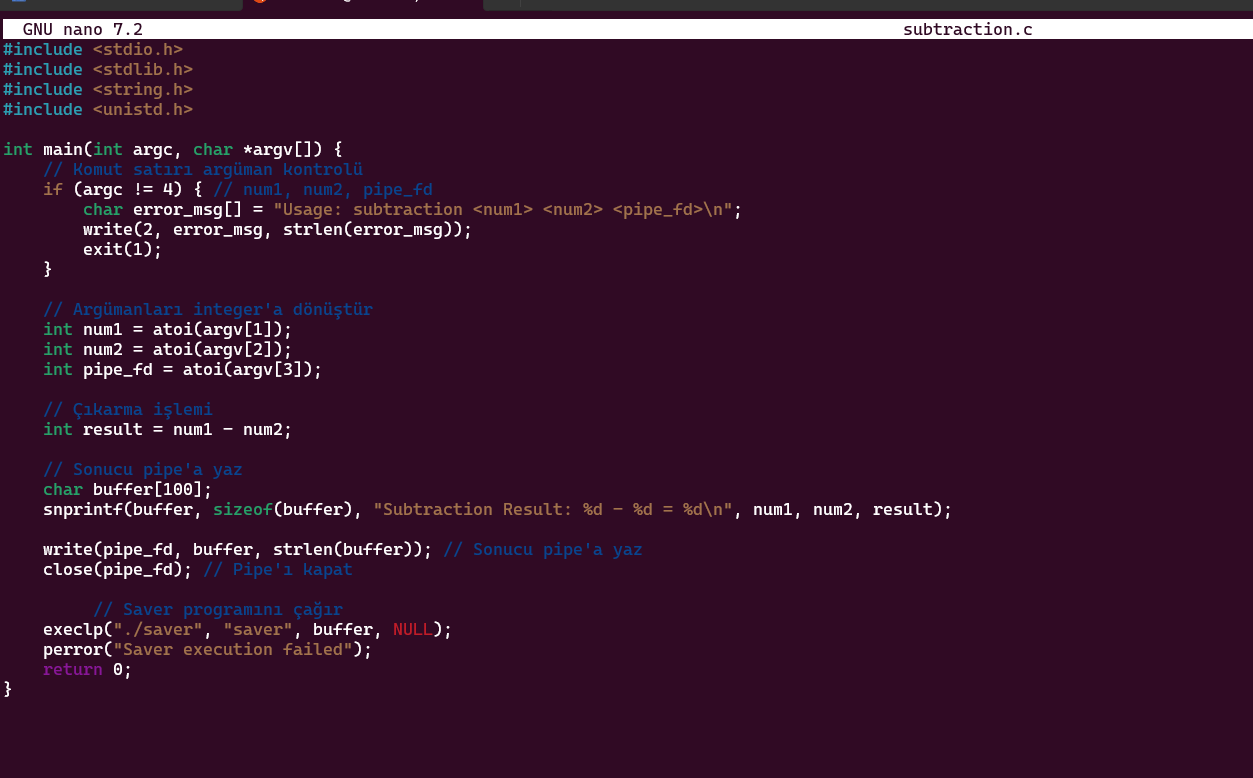 GNU nano 7.2 subtraction.c
#include <stdio.h>
#include <stdlib.h>
#include <string.h>
#include <unistd.h>

int main(int argc, char *argv[]) {
    // Komut satırı argüman kontrolü
    if (argc != 4) { // num1, num2, pipe_fd
        char error_msg[] = "Usage: subtraction <num1> <num2> <pipe_fd>\n";
        write(2, error_msg, strlen(error_msg));
        exit(1);
    }

    // Argümanları integer'a dönüştür
    int num1 = atoi(argv[1]);
    int num2 = atoi(argv[2]);
    int pipe_fd = atoi(argv[3]);

    // Çıkarma işlemi
    int result = num1 - num2;

    // Sonucu pipe'a yaz
    char buffer[100];
    snprintf(buffer, sizeof(buffer), "Subtraction Result: %d - %d = %d\n", num1, num2, result);

    write(pipe_fd, buffer, strlen(buffer)); // Sonucu pipe'a yaz
    close(pipe_fd); // Pipe'ı kapat

         // Saver programını çağır
    execlp("./saver", "saver", buffer, NULL);
    perror("Saver execution failed");
    return 0;
}